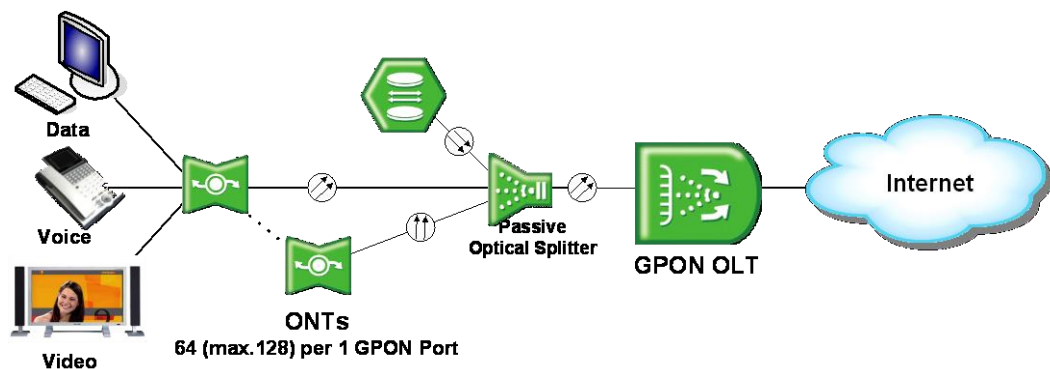 Data
Voice
Video
ONTs
64 (max.128) per 1 GPON Port
Passive
Optical Splitter
GPON OLT
Internet